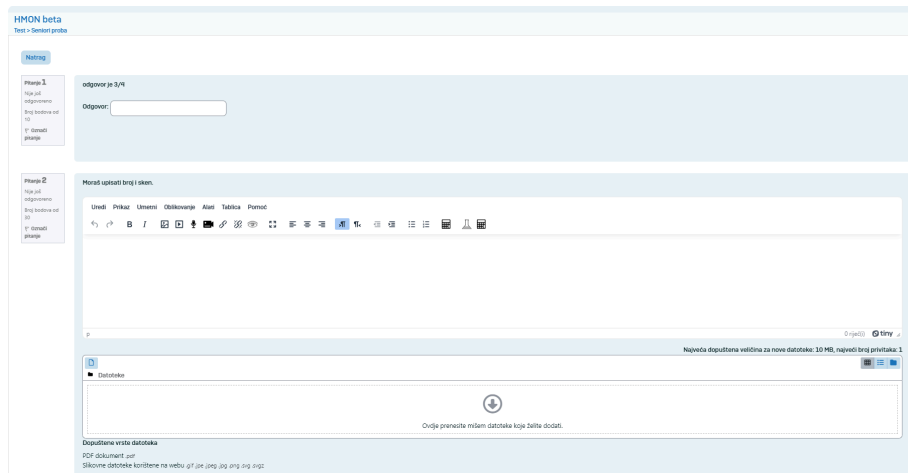 HMON beta
Test > Seniori proba
Natrag
Pitanje 1
Nije još
odgovoreno
Broj bodova od
10
Označi
pitanje
odgovor je 3/4
Odgovor:
Pitanje 2
Nije još
odgovoreno
Broj bodova od
Označi
pitanje
Moraš upisati broj i sken.
Uredi Prikaz Umetni Oblikovanje Alati Tablica Pomoć
p
0 riječ(i) tiny
Najveća dopuštena veličina za nove datoteke: 10 MB, najveći broj privitaka: 1
Datoteke
Ovdje prenesite mišem datoteke koje želite dodati.
Dopuštene vrste datoteka
PDF dokument .pdf
Slikovne datoteke korištene na webu .gif .jpe .jpeg .jpg .png .svg .svgz